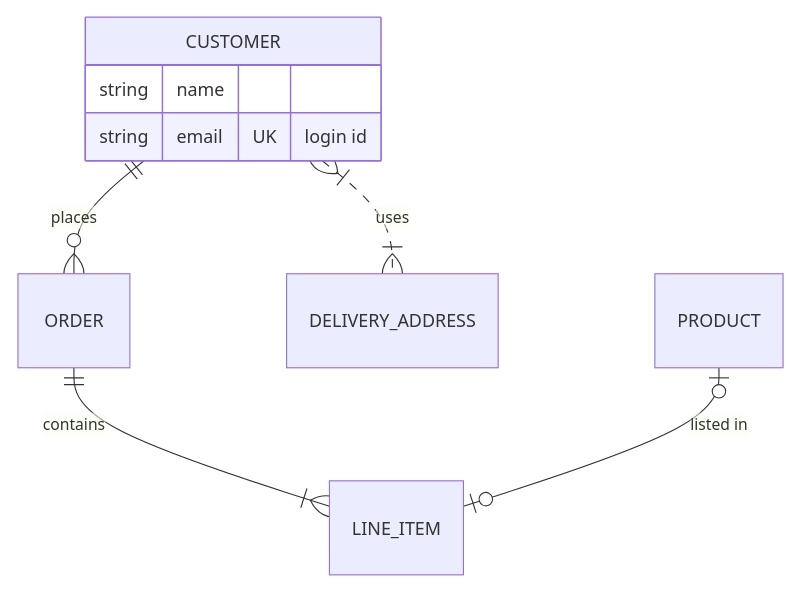 CUSTOMER
string name
string email UK login id
places
uses
ORDER
DELIVERY_ADDRESS
PRODUCT
contains
listed in
LINE_ITEM